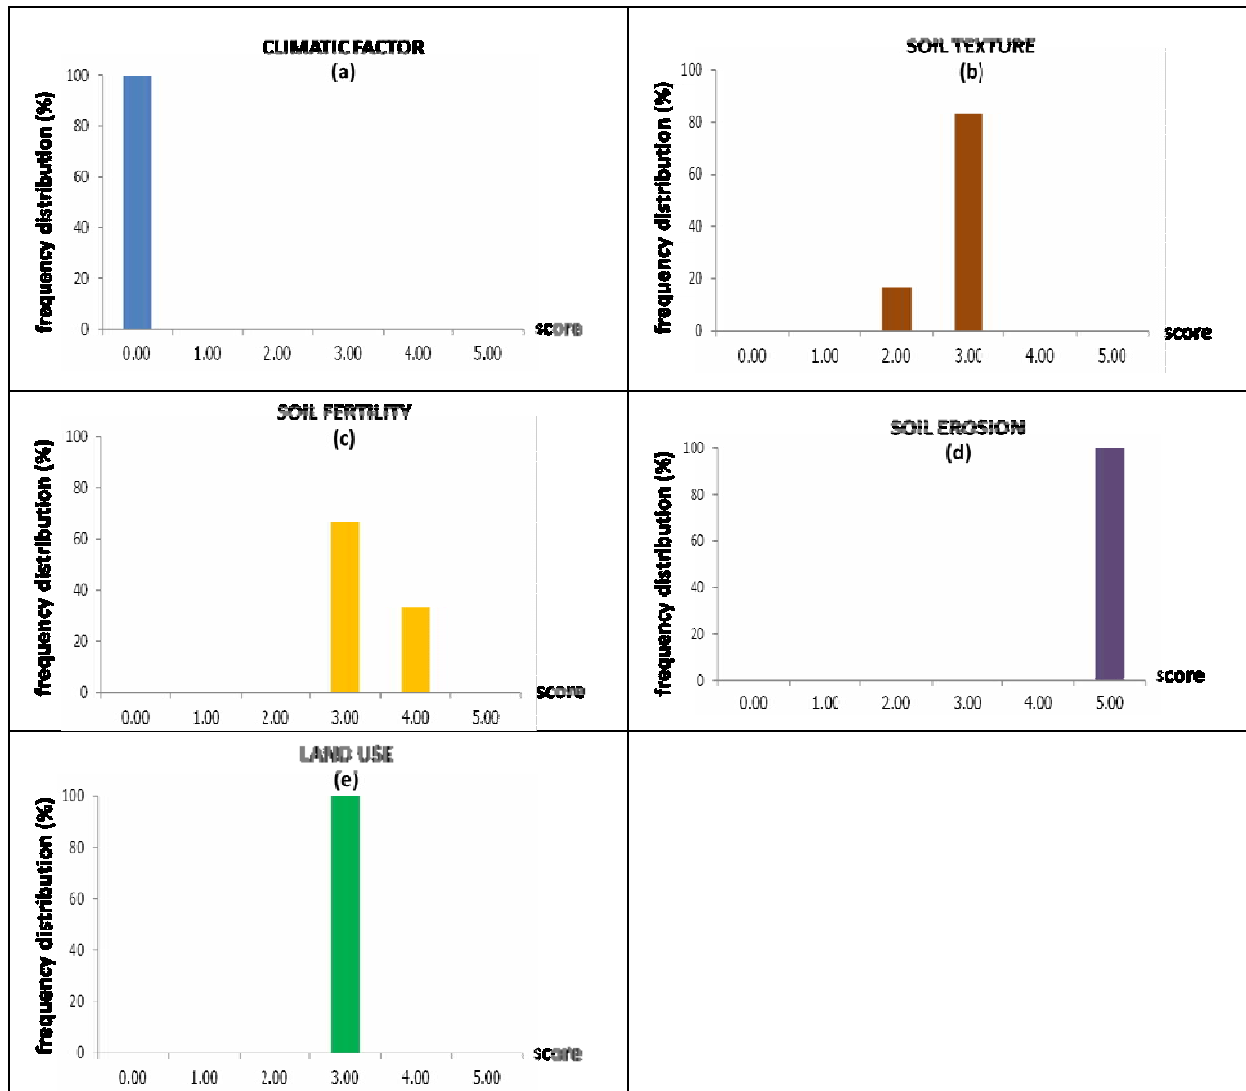 CLIMATIC FACTOR
(a)
frequency distribution (%)
100
80
60
40
20
0
0.00 1.00 2.00 3.00 4.00 5.00
score
SOIL TEXTURE
(b)
frequency distribution (%)
100
80
60
40
20
0
0.00 1.00 2.00 3.00 4.00 5.00
score
SOIL FERTILITY
(c)
frequency distribution (%)
100
80
60
40
20
0
0.00 1.00 2.00 3.00 4.00 5.00
score
SOIL EROSION
(d)
frequency distribution (%)
100
80
60
40
20
0
0.00 1.00 2.00 3.00 4.00 5.00
score
LAND USE
(e)
frequency distribution (%)
100
80
60
40
20
0
0.00 1.00 2.00 3.00 4.00 5.00
score